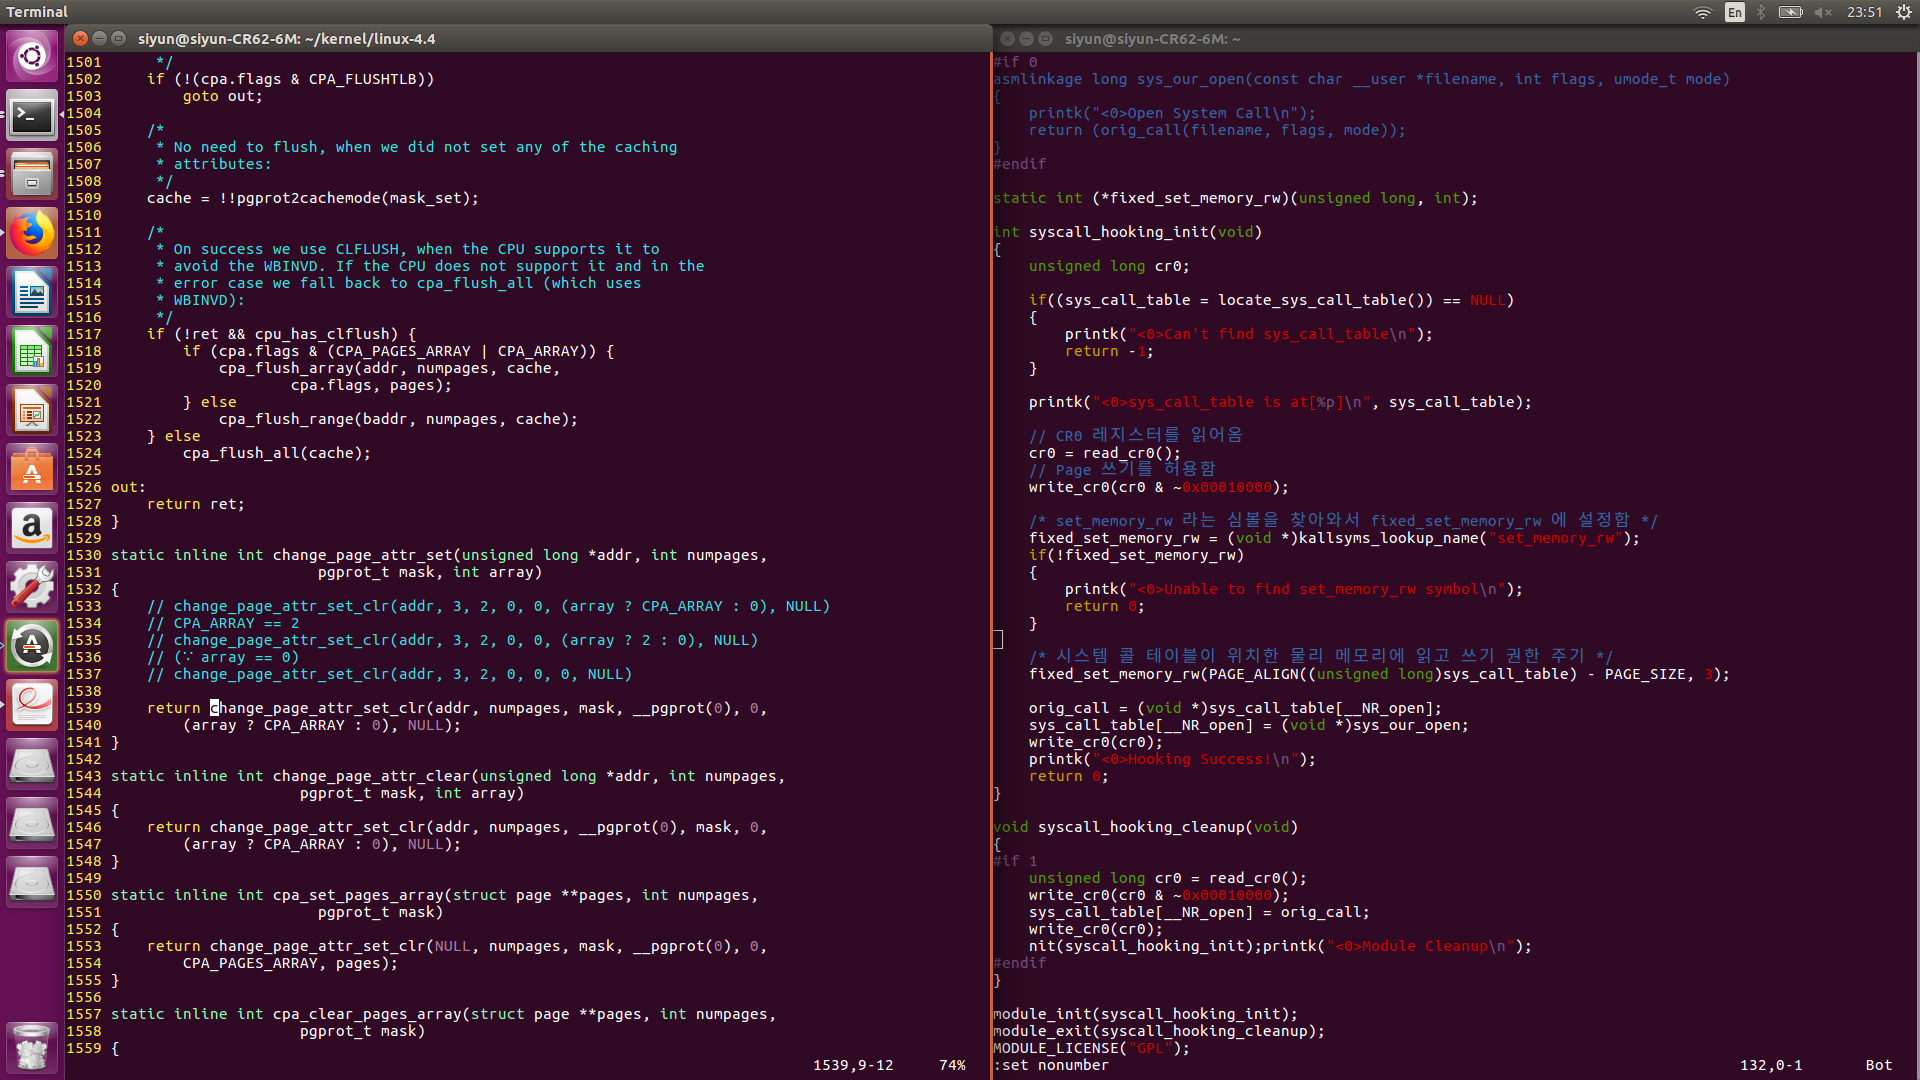 Terminal
En
23:51
siyun@siyun-CR62-6M: ~/kernel/linux-4.4
1501      */
1502     if (!(cpa.flags & CPA_FLUSHTLB))
1503         goto out;
1504
1505     /*
1506      * No need to flush, when we did not set any of the caching
1507      * attributes:
1508      */
1509     cache = !!pgprot2cachemode(mask_set);
1510
1511     /*
1512      * On success we use CLFLUSH, when the CPU supports it to
1513      * avoid the WBINVD. If the CPU does not support it and in the
1514      * error case we fall back to cpa_flush_all (which uses
1515      * WBINVD):
1516      */
1517     if (!ret && cpu_has_clflush) {
1518         if (cpa.flags & (CPA_PAGES_ARRAY | CPA_ARRAY)) {
1519             cpa_flush_array(addr, numpages, cache,
1520                     cpa.flags, pages);
1521         } else
1522             cpa_flush_range(baddr, numpages, cache);
1523     } else
1524         cpa_flush_all(cache);
1525
1526 out:
1527     return ret;
1528 }
1529
1530 static inline int change_page_attr_set(unsigned long *addr, int numpages,
1531                        pgprot_t mask, int array)
1532 {
1533     // change_page_attr_set_clr(addr, 3, 2, 0, 0, (array ? CPA_ARRAY : 0), NULL)
1534     // CPA_ARRAY == 2
1535     // change_page_attr_set_clr(addr, 3, 2, 0, 0, (array ? 2 : 0), NULL)
1536     // (∵ array == 0)
1537     // change_page_attr_set_clr(addr, 3, 2, 0, 0, 0, NULL)
1538
1539     return change_page_attr_set_clr(addr, numpages, mask, __pgprot(0), 0,
1540         (array ? CPA_ARRAY : 0), NULL);
1541 }
1542
1543 static inline int change_page_attr_clear(unsigned long *addr, int numpages,
1544                      pgprot_t mask, int array)
1545 {
1546     return change_page_attr_set_clr(addr, numpages, __pgprot(0), mask, 0,
1547         (array ? CPA_ARRAY : 0), NULL);
1548 }
1549
1550 static inline int cpa_set_pages_array(struct page **pages, int numpages,
1551                        pgprot_t mask)
1552 {
1553     return change_page_attr_set_clr(NULL, numpages, mask, __pgprot(0), 0,
1554         CPA_PAGES_ARRAY, pages);
1555 }
1556
1557 static inline int cpa_clear_pages_array(struct page **pages, int numpages,
1558                      pgprot_t mask)
1559 {
1539,9-12     74%
siyun@siyun-CR62-6M: ~
#if 0
asmlinkage long sys_our_open(const char __user *filename, int flags, umode_t mode)
{
    printk("<0>Open System Call\n");
    return (orig_call(filename, flags, mode));
}
#endif

static int (*fixed_set_memory_rw)(unsigned long, int);

int syscall_hooking_init(void)
{
    unsigned long cr0;

    if((sys_call_table = locate_sys_call_table()) == NULL)
    {
        printk("<0>Can't find sys_call_table\n");
        return -1;
    }

    printk("<0>sys_call_table is at[%p]\n", sys_call_table);

    // CR0 레지스터를 읽어옴
    cr0 = read_cr0();
    // Page 쓰기를 허용함
    write_cr0(cr0 & ~0x00010000);

    /* set_memory_rw 라는 심볼을 찾아와서 fixed_set_memory_rw 에 설정함 */
    fixed_set_memory_rw = (void *)kallsyms_lookup_name("set_memory_rw");
    if(!fixed_set_memory_rw)
    {
        printk("<0>Unable to find set_memory_rw symbol\n");
        return 0;
    }

    /* 시스템 콜 테이블이 위치한 물리 메모리에 읽고 쓰기 권한 주기 */
    fixed_set_memory_rw(PAGE_ALIGN((unsigned long)sys_call_table) - PAGE_SIZE, 3);

    orig_call = (void *)sys_call_table[__NR_open];
    sys_call_table[__NR_open] = (void *)sys_our_open;
    write_cr0(cr0);
    printk("<0>Hooking Success!\n");
    return 0;
}

void syscall_hooking_cleanup(void)
{
#if 1
    unsigned long cr0 = read_cr0();
    write_cr0(cr0 & ~0x00010000);
    sys_call_table[__NR_open] = orig_call;
    write_cr0(cr0);
    nit(syscall_hooking_init);printk("<0>Module Cleanup\n");
#endif
}

module_init(syscall_hooking_init);
module_exit(syscall_hooking_cleanup);
MODULE_LICENSE("GPL");
:set nonumber     132,0-1     Bot